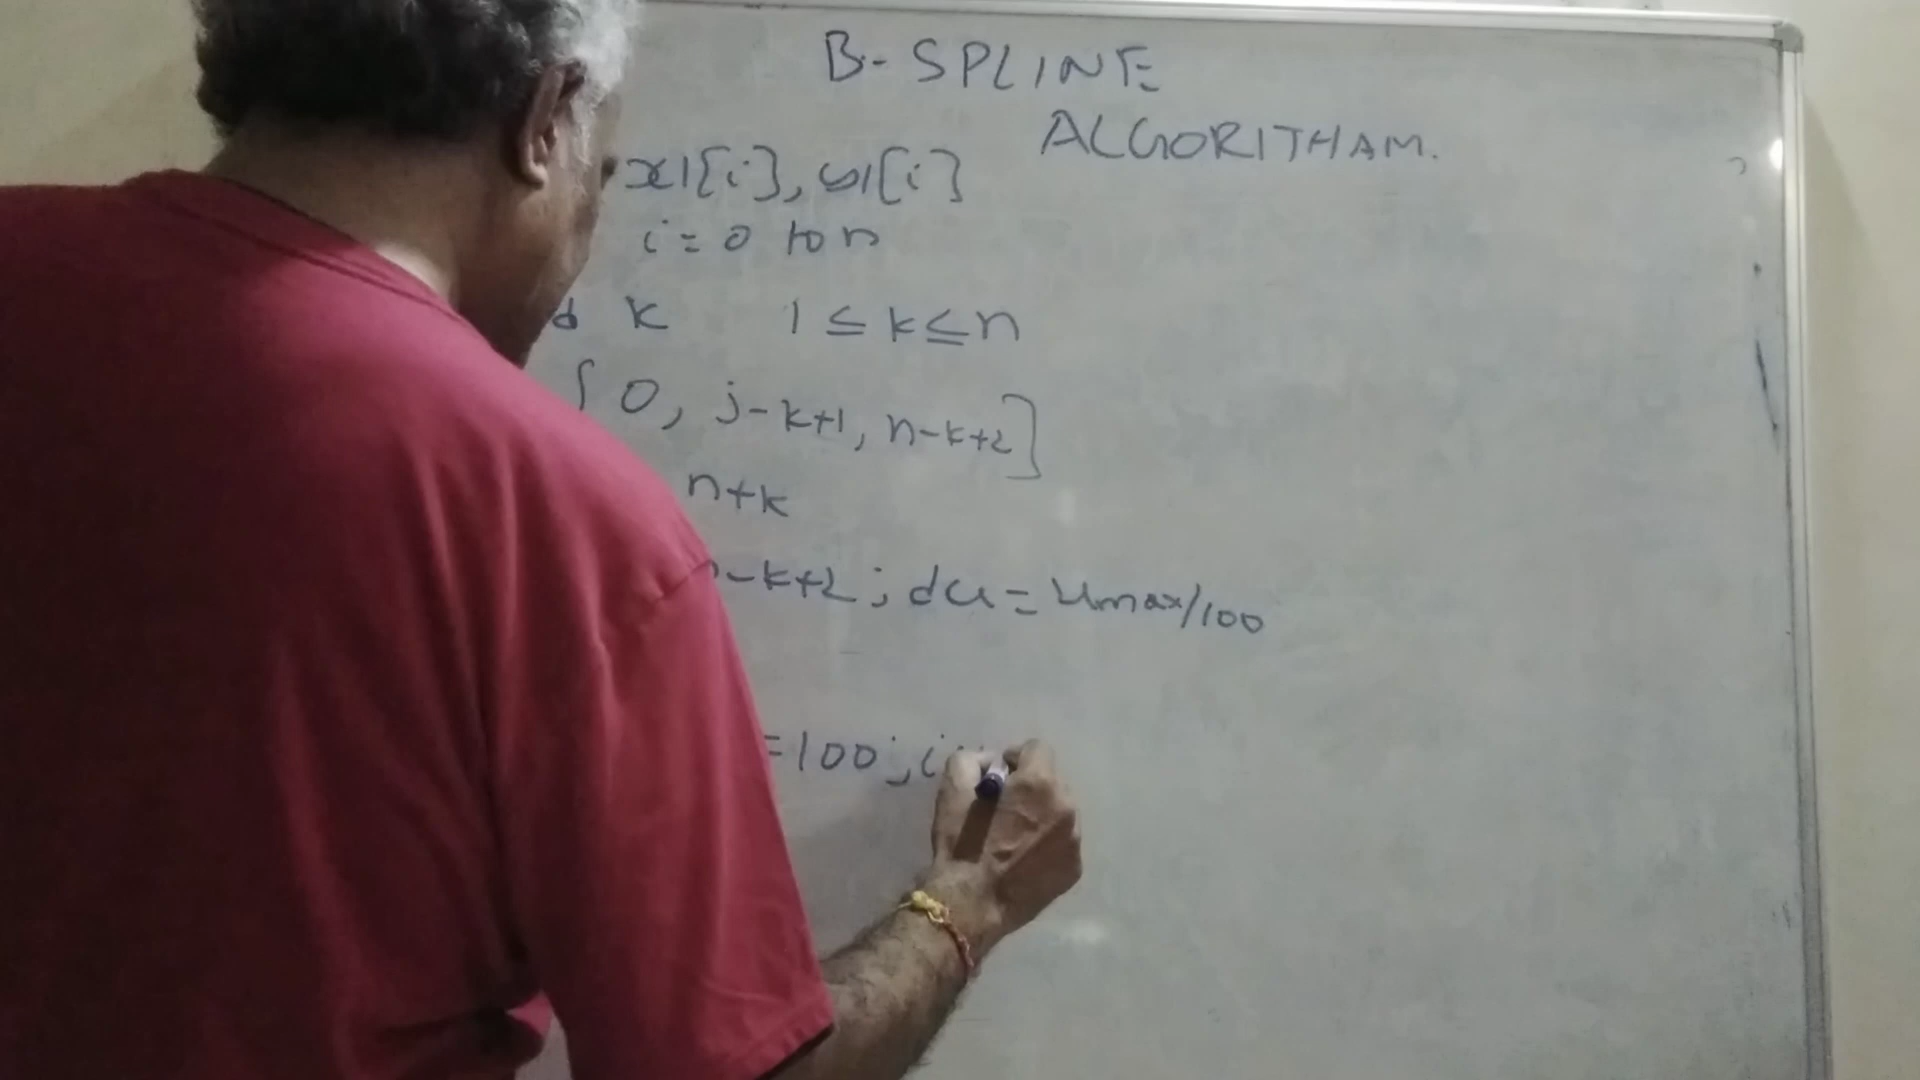 B-SPLINE
ALGORITHAM.
x1[i], y1[i]
i=0 to n
d k 1≤k≤n
[0, j-k+1, n-k+2]
n+k
-k+2; du=umax/100
=100; i